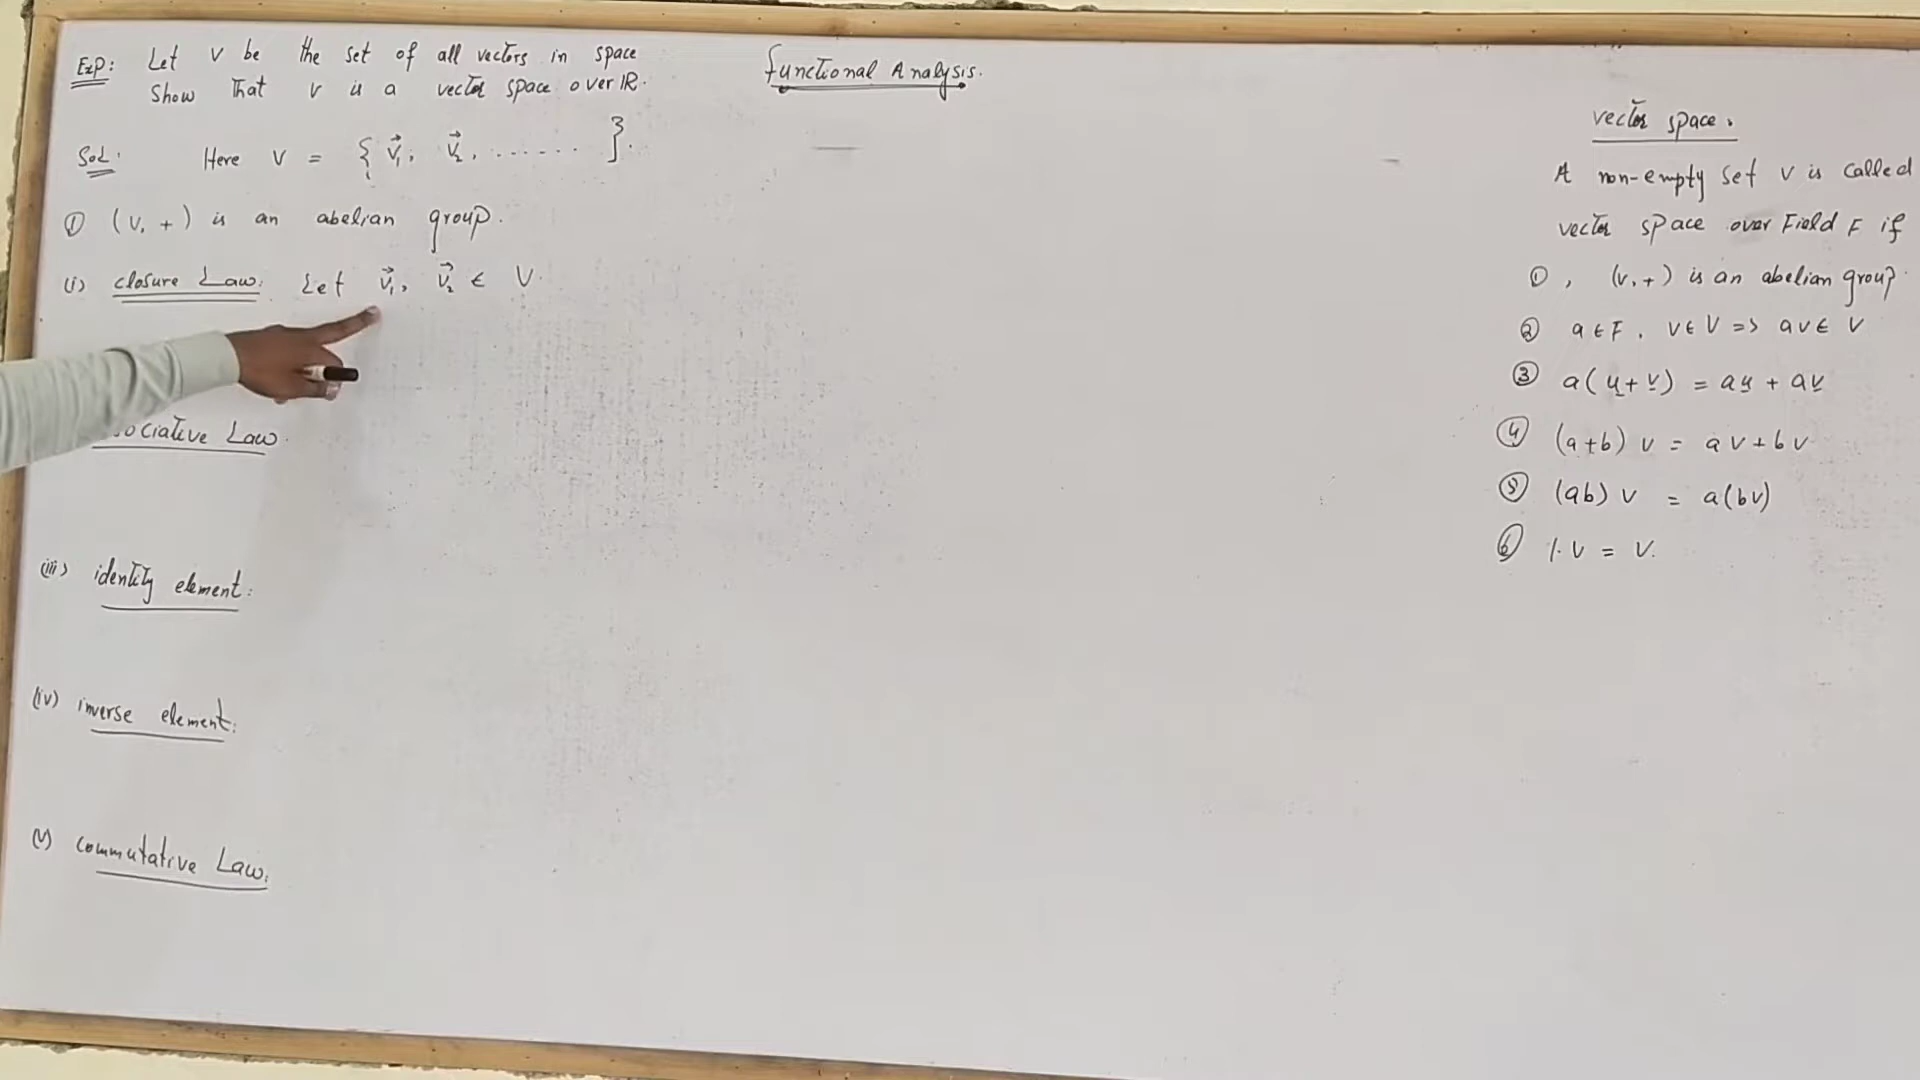 Functional Analysis.
Exp: Let V be the set of all vectors in space
Show That V is a vector space over IR.
Sol: Here V = { v⃗₁, v⃗₂, ....... }.
① (V, +) is an abelian group.
(i) closure Law: Let v⃗₁, v⃗₂ ∈ V.
ociative Law.
(iii) identity element:
(iv) inverse element:
(v) commutative Law:
vector space.
A non-empty set V is called
vector space over Field F if
①, (V, +) is an abelian group.
② a ∈ F, v ∈ V => av ∈ V
③ a(u + v) = au + av
④ (a+b) v = av + bv
⑤ (ab) v = a(bv)
⑥ 1. v = v.